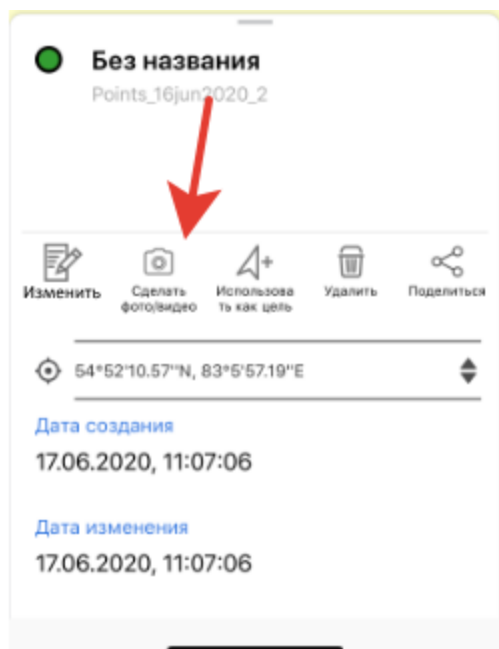 Без названия
Points_16jun2020_2
Изменить
Сделать
фото/видео
Использова
ть как цель
Удалить
Поделиться
54°52'10.57''N, 83°5'57.19''E
Дата создания
17.06.2020, 11:07:06
Дата изменения
17.06.2020, 11:07:06